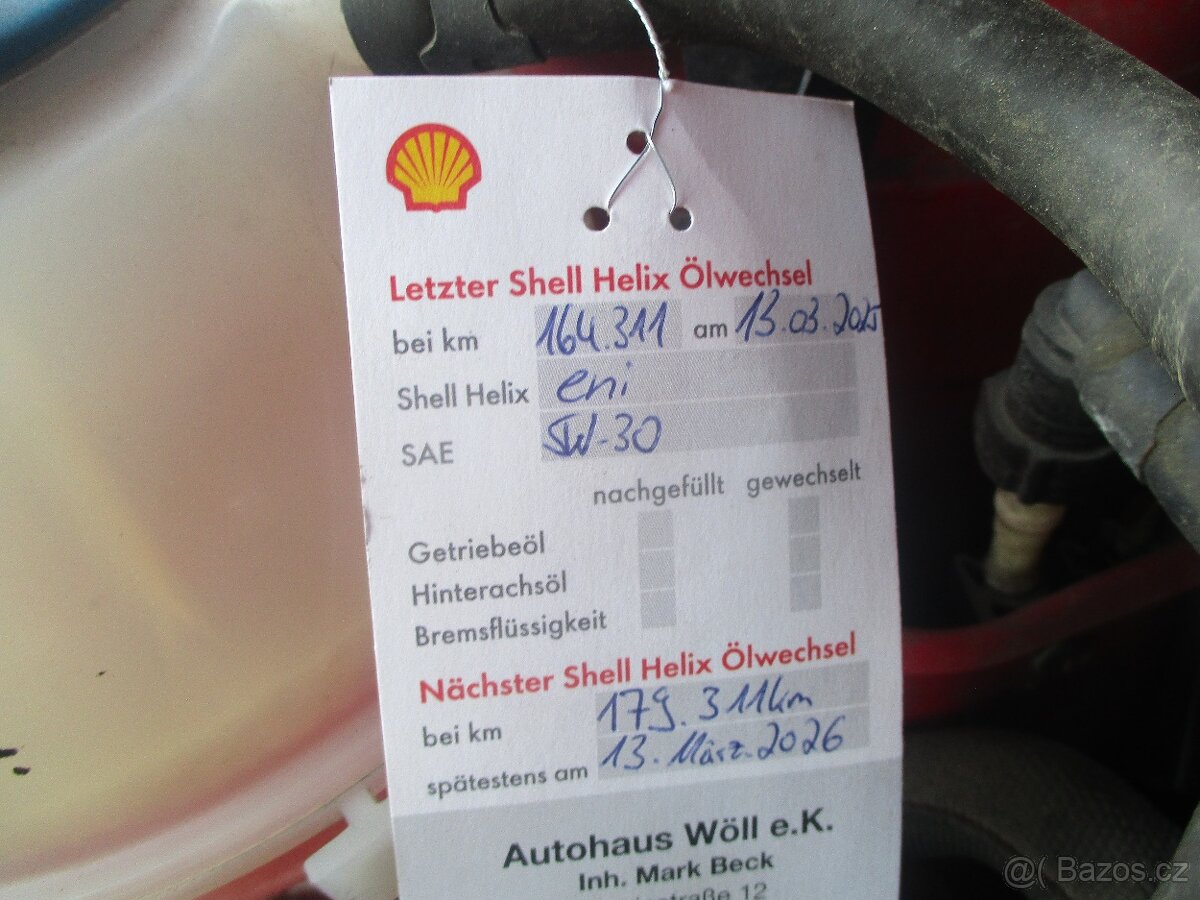 Letzter Shell Helix Ölwechsel
bei km 164.311 am 13.03.2025
Shell Helix eni
SAE 5W-30
nachgefüllt gewechselt
Getriebeöl
Hinterachsöl
Bremsflüssigkeit
Nächster Shell Helix Ölwechsel
bei km 179.311km
spätestens am 13. März.2026
Autohaus Wöll e.K.
Inh. Mark Beck
12
@( Bazos.cz